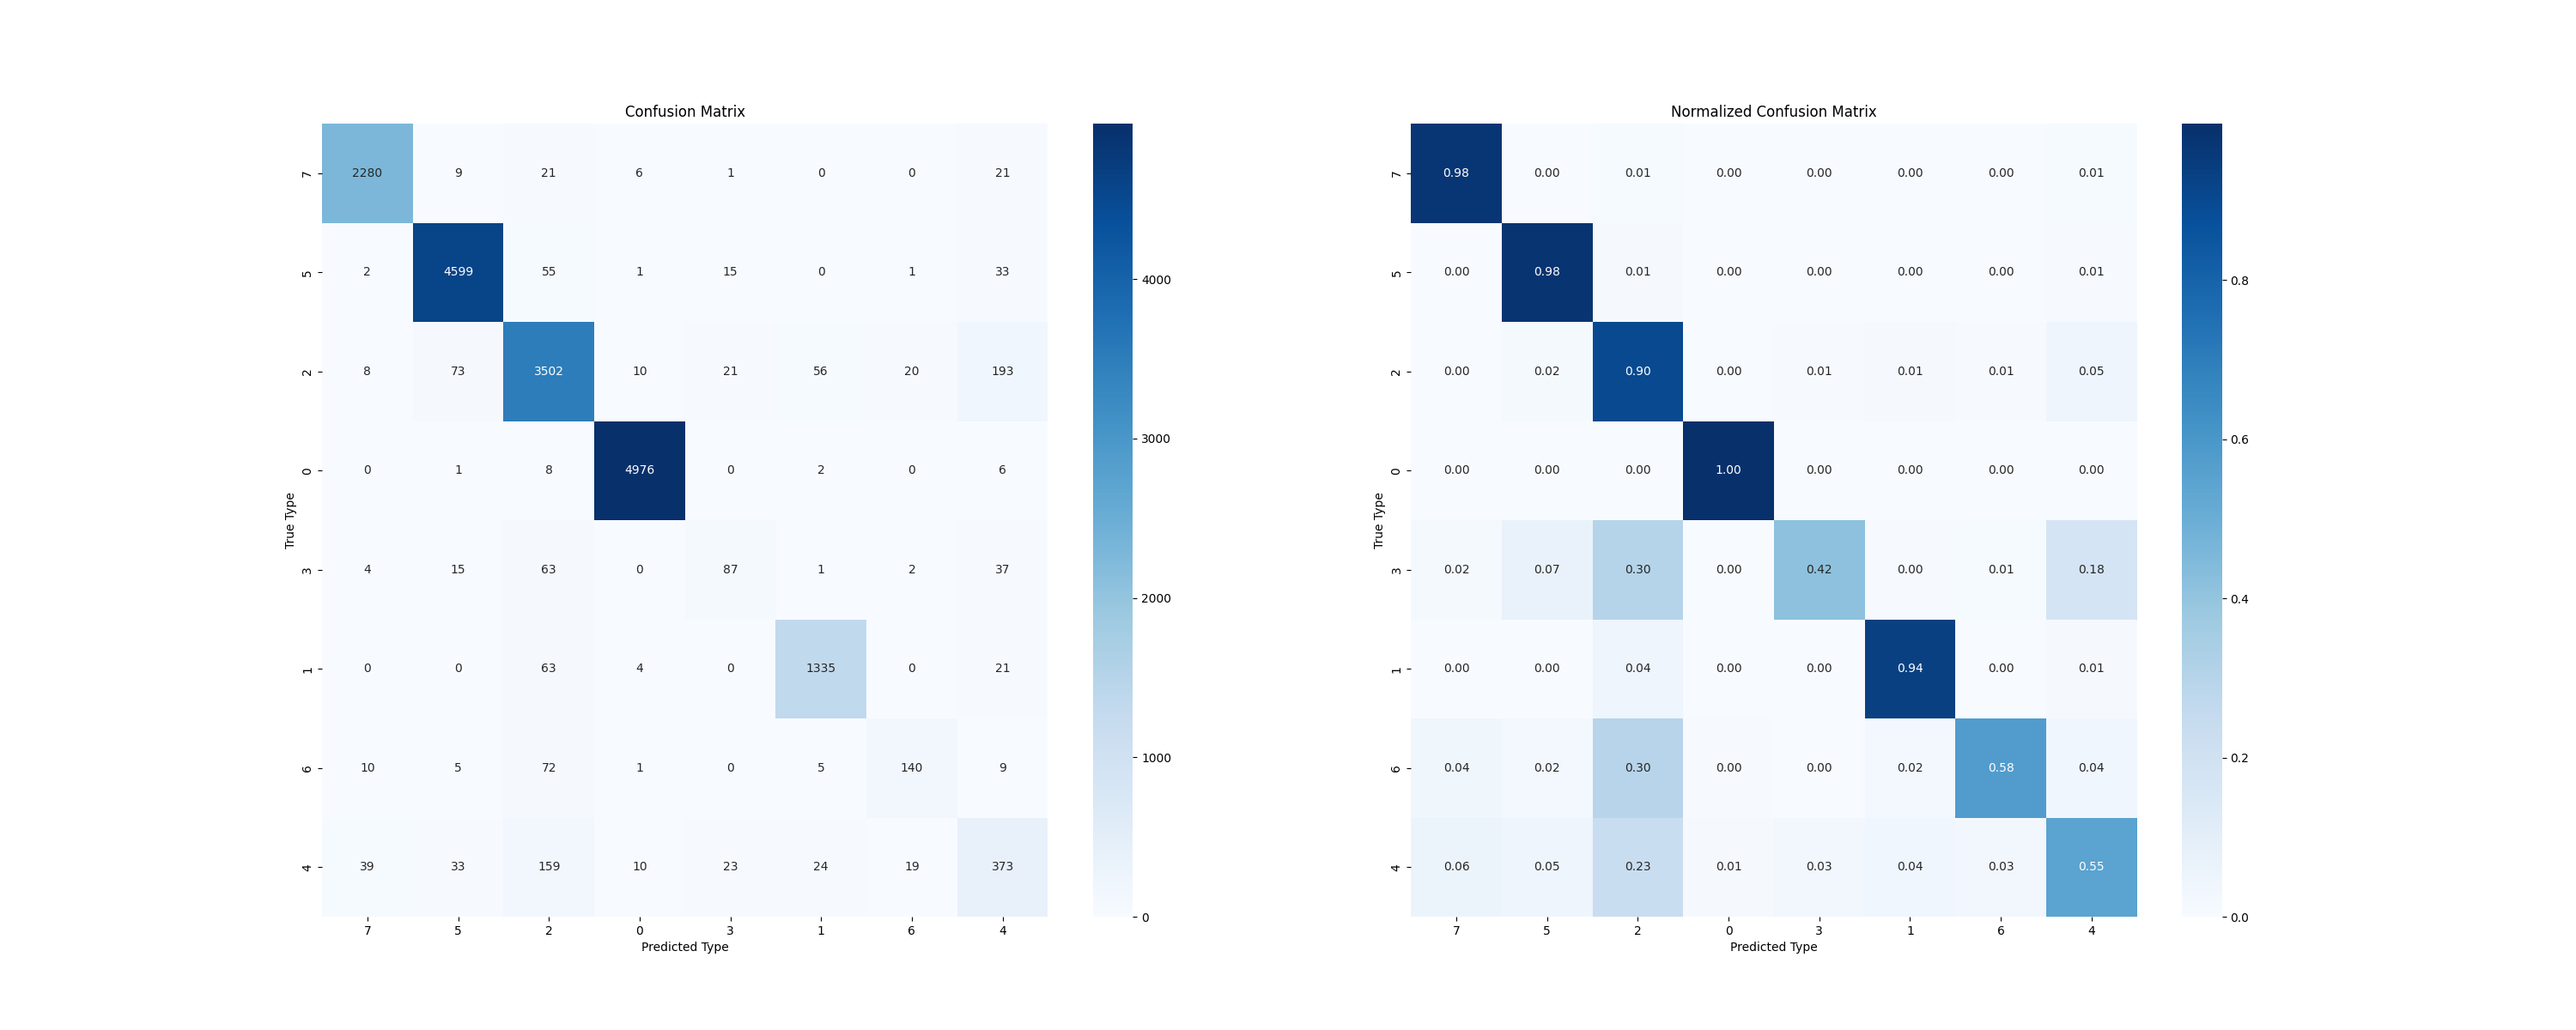 Confusion Matrix
7 2280 9 21 6 1 0 0 21
5 2 4599 55 1 15 0 1 33
2 8 73 3502 10 21 56 20 193
0 0 1 8 4976 0 2 0 6
3 4 15 63 0 87 1 2 37
1 0 0 63 4 0 1335 0 21
6 10 5 72 1 0 5 140 9
4 39 33 159 10 23 24 19 373
7 5 2 0 3 1 6 4
True Type
Predicted Type
4000
3000
2000
1000
0
Normalized Confusion Matrix
7 0.98 0.00 0.01 0.00 0.00 0.00 0.00 0.01
5 0.00 0.98 0.01 0.00 0.00 0.00 0.00 0.01
2 0.00 0.02 0.90 0.00 0.01 0.01 0.01 0.05
0 0.00 0.00 0.00 1.00 0.00 0.00 0.00 0.00
3 0.02 0.07 0.30 0.00 0.42 0.00 0.01 0.18
1 0.00 0.00 0.04 0.00 0.00 0.94 0.00 0.01
6 0.04 0.02 0.30 0.00 0.00 0.02 0.58 0.04
4 0.06 0.05 0.23 0.01 0.03 0.04 0.03 0.55
7 5 2 0 3 1 6 4
True Type
Predicted Type
0.8
0.6
0.4
0.2
0.0